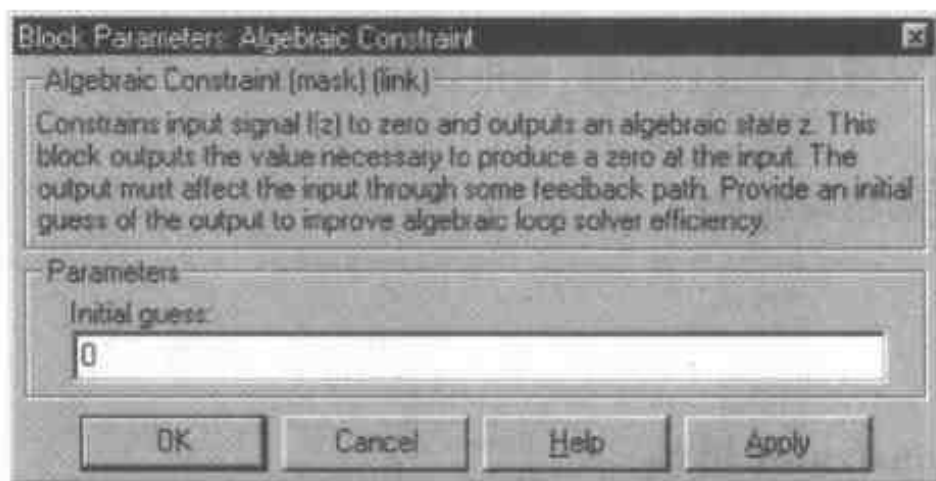 Block Parameters: Algebraic Constraint
Algebraic Constraint (mask) (link)
Constrains input signal f(z) to zero and outputs an algebraic state z. This
block outputs the value necessary to produce a zero at the input. The
output must affect the input through some feedback path. Provide an initial
guess of the output to improve algebraic loop solver efficiency.
Parameters
Initial guess:
0
OK
Cancel
Help
Apply